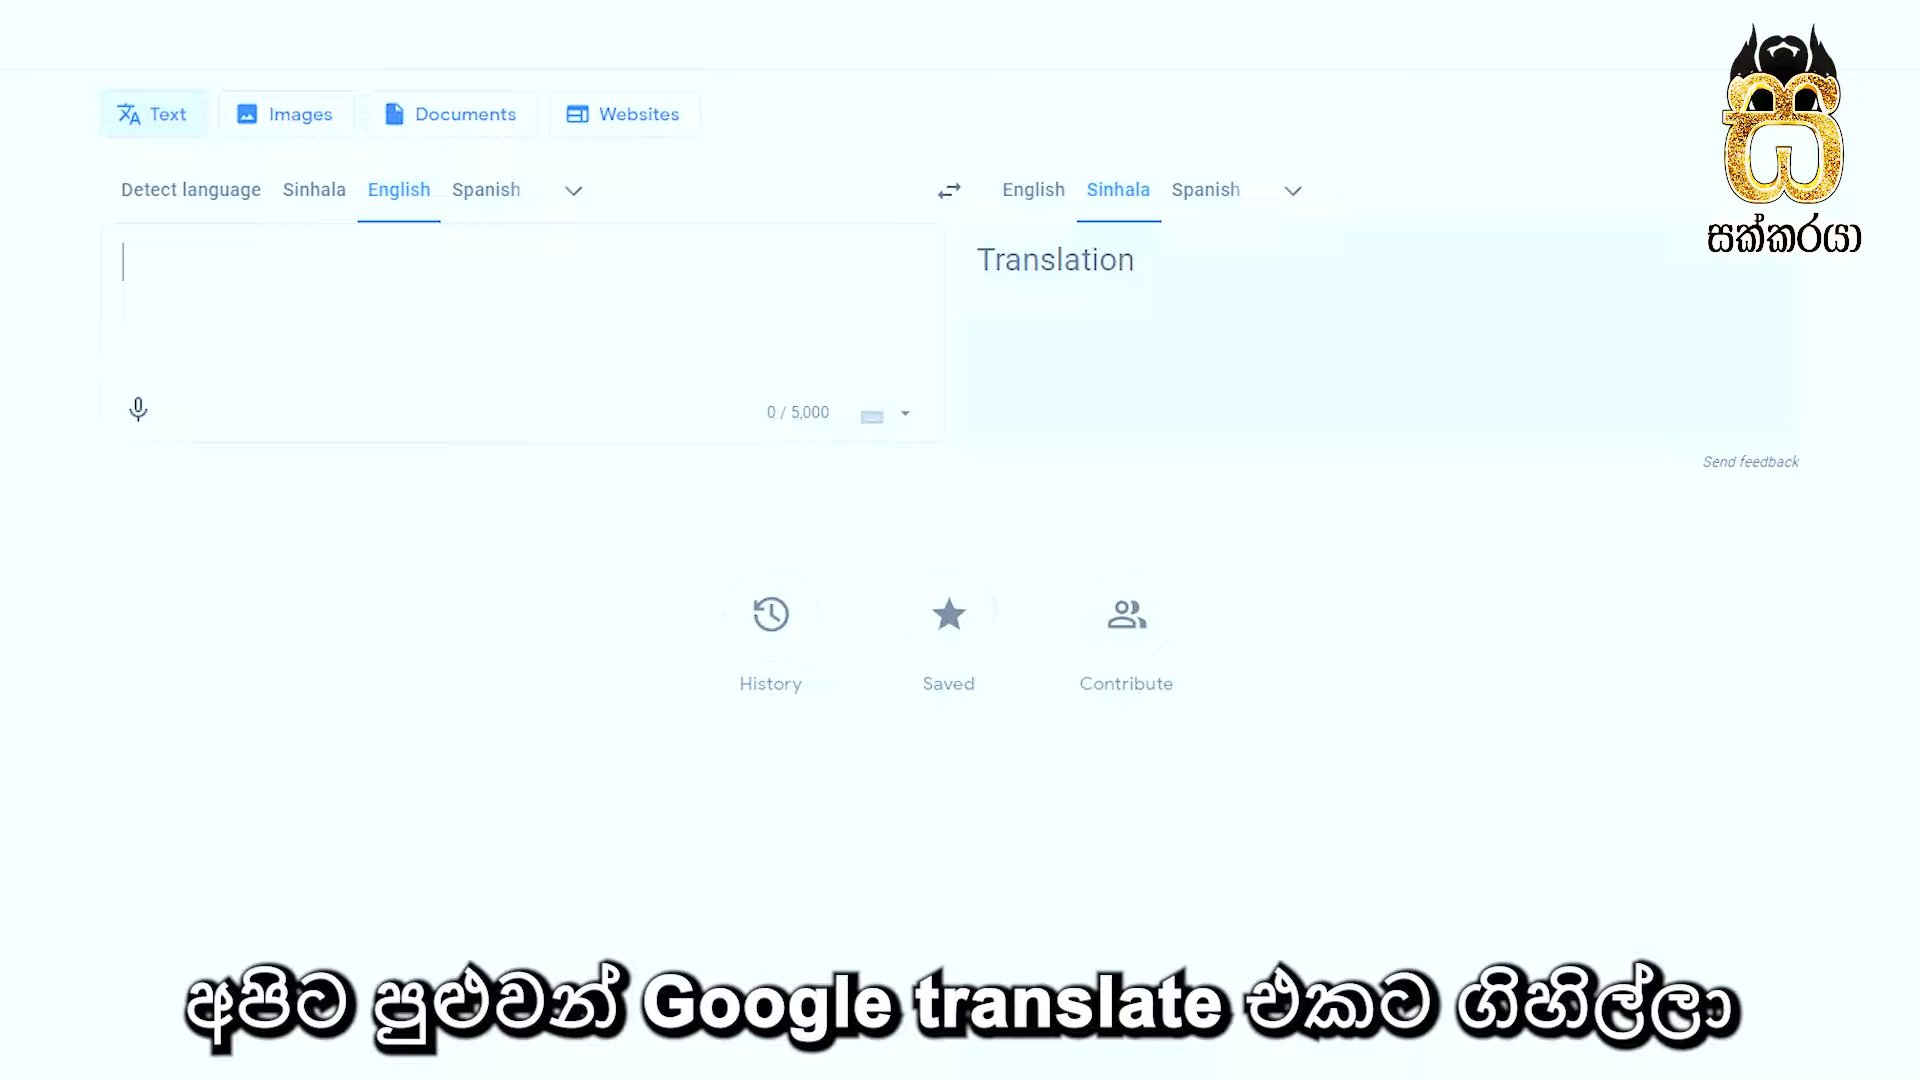 Text Images Documents Websites
Detect language Sinhala English Spanish
English Sinhala Spanish
Translation
0 / 5,000
Send feedback
History Saved Contribute
සක්කරයා
අපිට පුළුවන් Google translate එකට ගිහිල්ලා